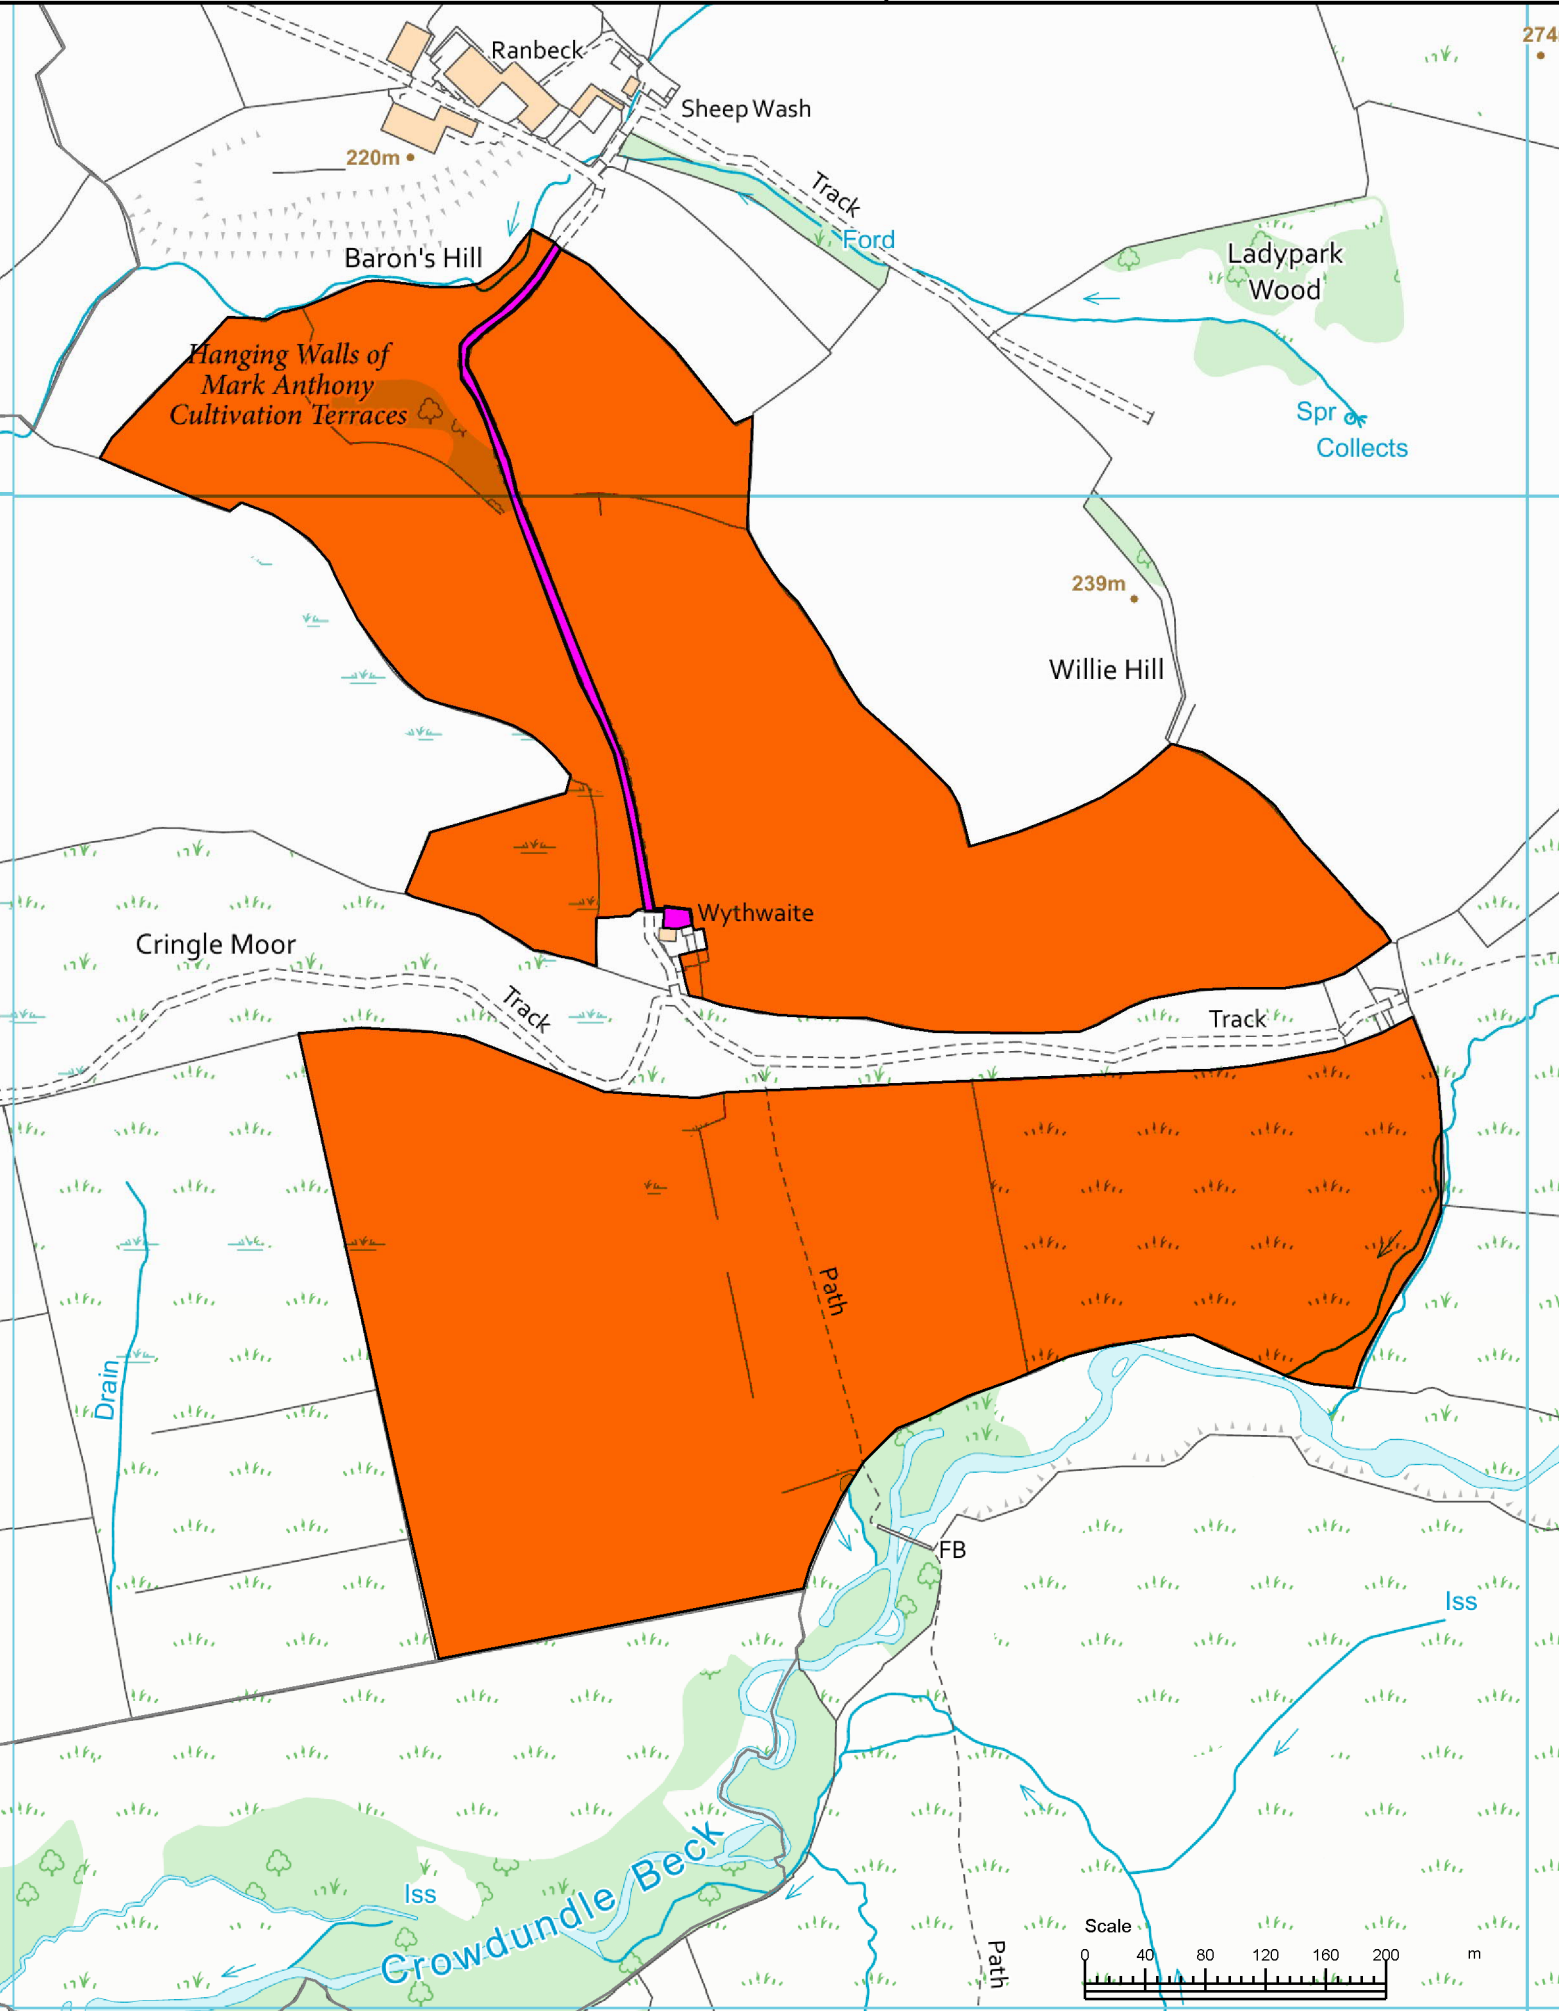 274
Ranbeck
Sheep Wash
220m
Track
Ford
Baron's Hill
Ladypark
Wood
Hanging Walls of
Mark Anthony
Cultivation Terraces
Spr
Collects
239m
Willie Hill
Wythwaite
Cringle Moor
Track
Track
Path
Drain
FB
Iss
Iss
Crowdundle Beck
Path
Scale
0 40 80 120 160 200 m